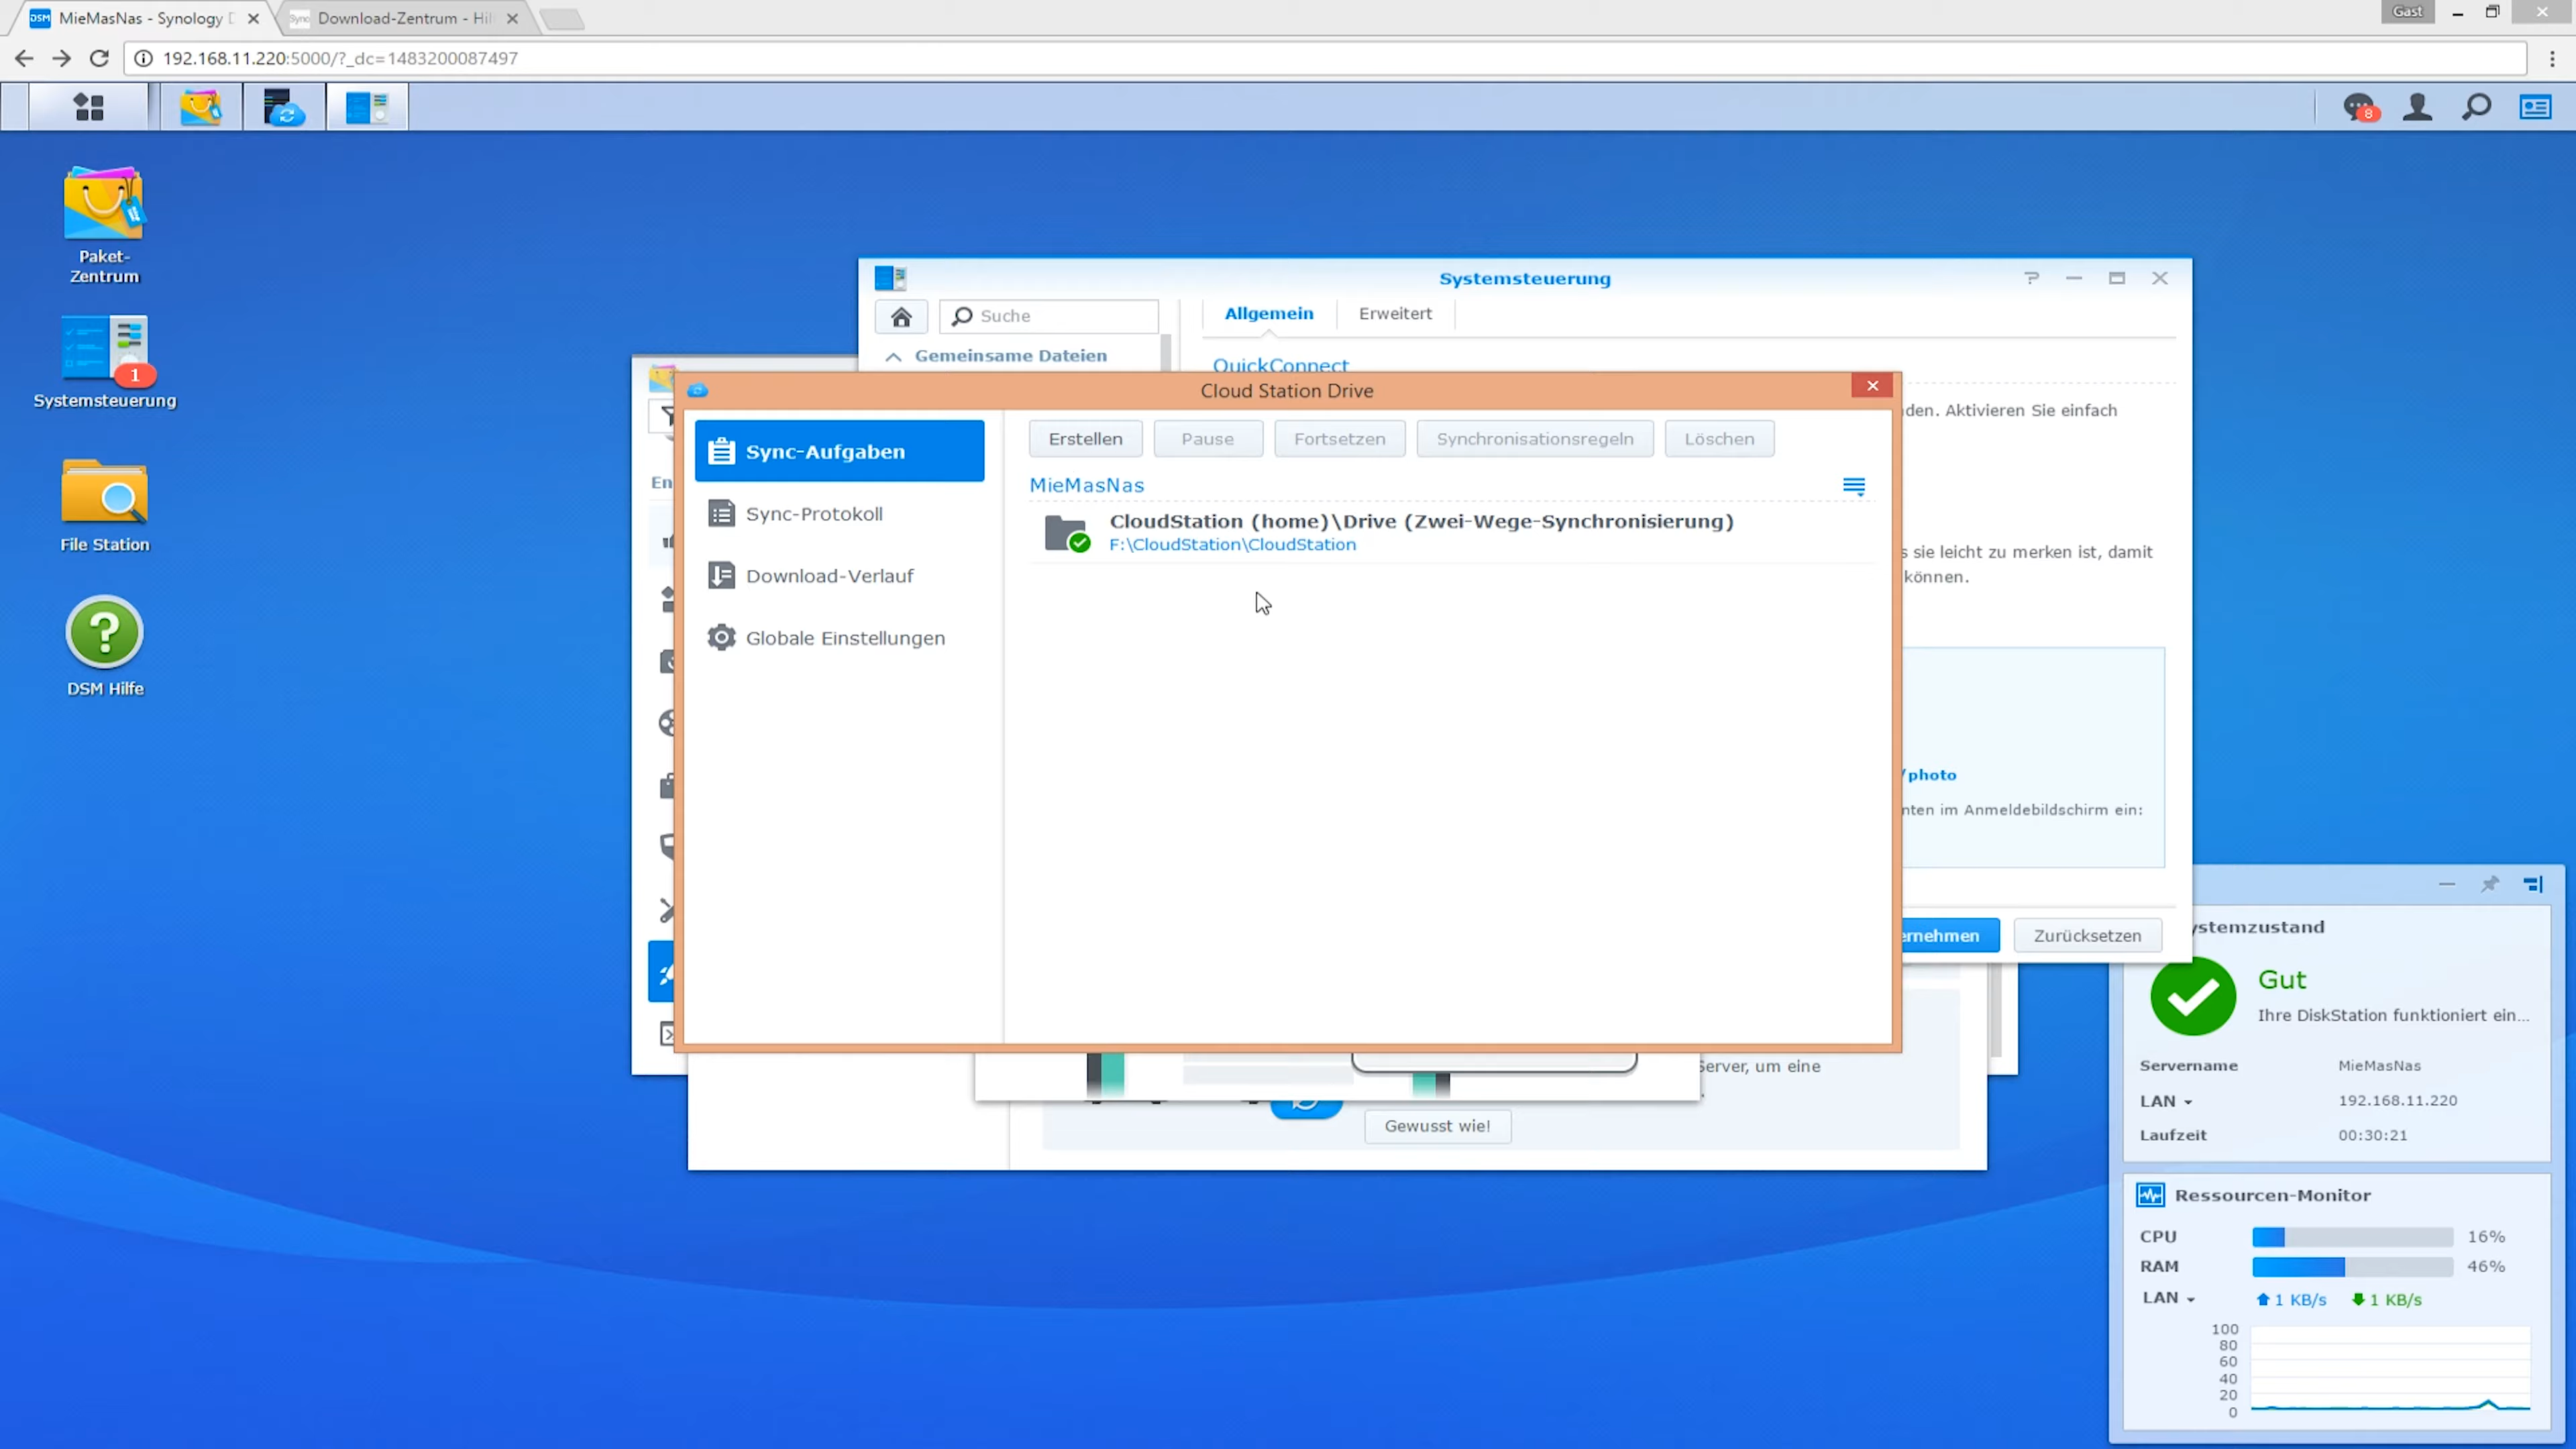 MieMasNas - Synology D
Download-Zentrum - Hil
Gast
192.168.11.220:5000/?_dc=1483200087497
8
Paket-
Zentrum
1
Systemsteuerung
File Station
DSM Hilfe
Systemsteuerung
Suche
Allgemein
Erweitert
Gemeinsame Dateien
QuickConnect
den. Aktivieren Sie einfach
s sie leicht zu merken ist, damit
können.
/photo
nten im Anmeldebildschirm ein:
ernehmen
Zurücksetzen
En
Cloud Station Drive
Sync-Aufgaben
Sync-Protokoll
Download-Verlauf
Globale Einstellungen
Erstellen
Pause
Fortsetzen
Synchronisationsregeln
Löschen
MieMasNas
CloudStation (home)\Drive (Zwei-Wege-Synchronisierung)
F:\CloudStation\CloudStation
Server, um eine
Gewusst wie!
ystemzustand
Gut
Ihre DiskStation funktioniert ein...
Servername MieMasNas
LAN 192.168.11.220
Laufzeit 00:30:21
Ressourcen-Monitor
CPU 16%
RAM 46%
LAN 1 KB/s 1 KB/s
100
80
60
40
20
0